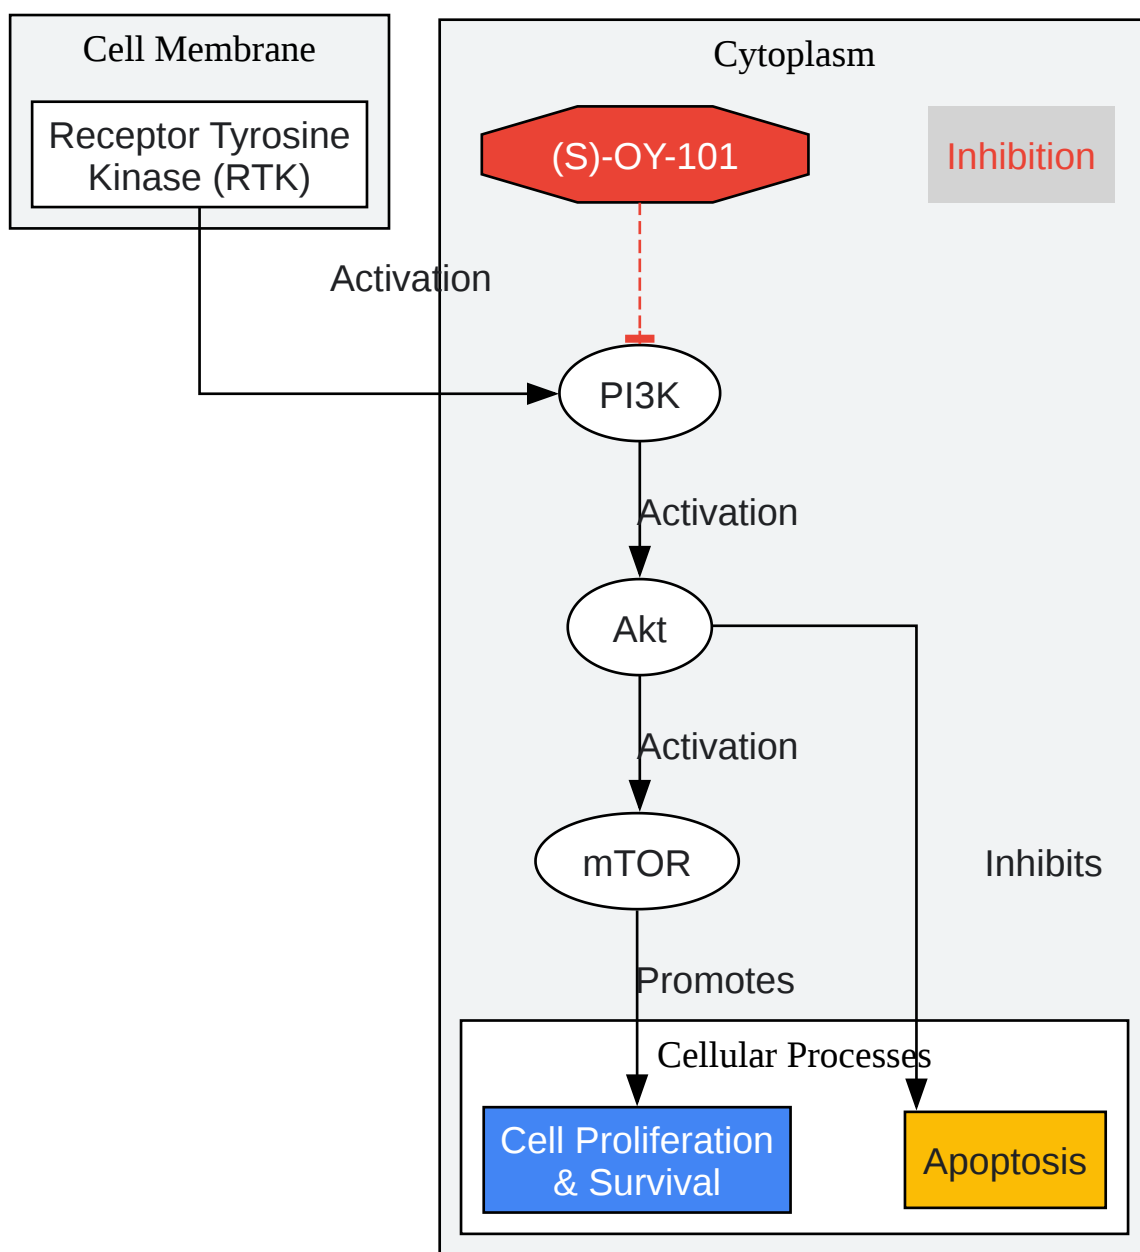 Cell Membrane
Receptor Tyrosine
Kinase (RTK)
Cytoplasm
(S)-OY-101
Inhibition
Activation
PI3K
Activation
Akt
Activation
mTOR
Inhibits
Promotes
Cellular Processes
Cell Proliferation
& Survival
Apoptosis